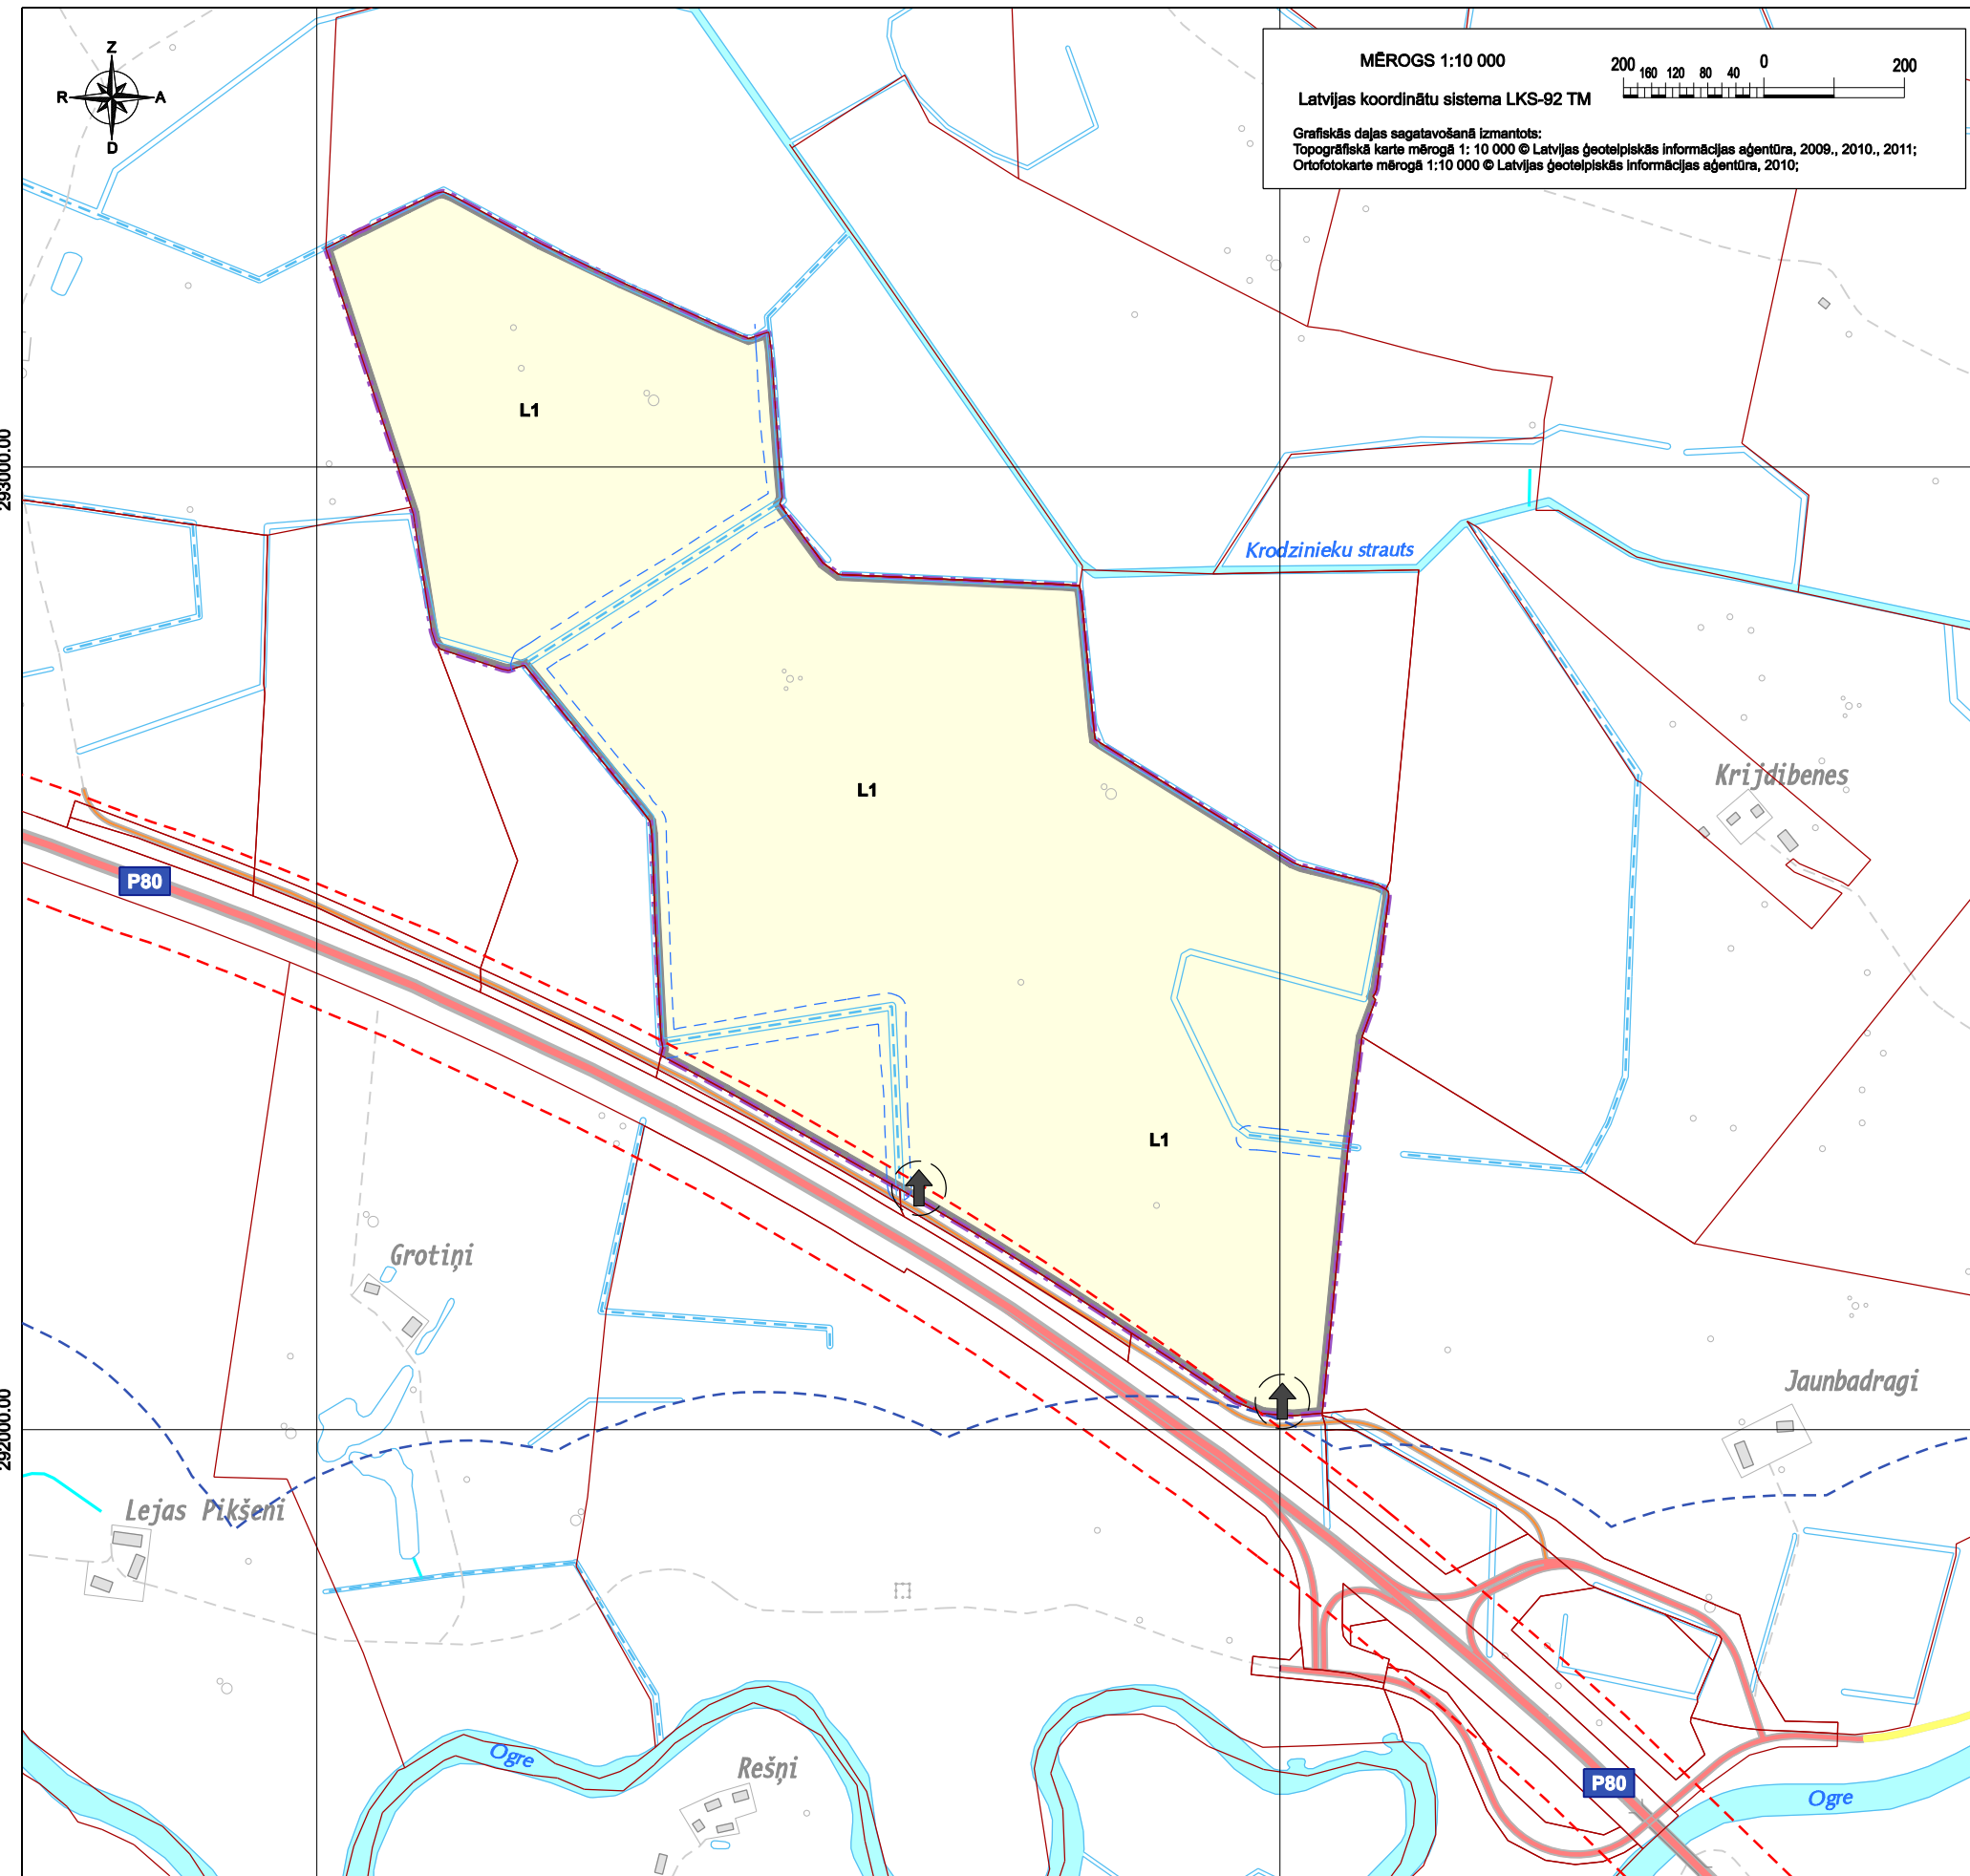 MĒROGS 1:10 000
200 160 120 80 40 0 200
Latvijas koordinātu sistema LKS-92 TM
Grafiskās daļas sagatavošanā izmantots:
Topogrāfiskā karte mērogā 1: 10 000 © Latvijas ģeotelpiskās informācijas aģentūra, 2009., 2010., 2011;
Ortofotokarte mērogā 1:10 000 © Latvijas ģeotelpiskās informācijas aģentūra, 2010;
Z
R A
D
L1
293000.00
Krodzinieku strauts
Krijdibenes
L1
P80
L1
Grotiņi
Jaunbadragi
292000.00
Lejas Pikšeni
Ogre
Rešņi
P80
Ogre